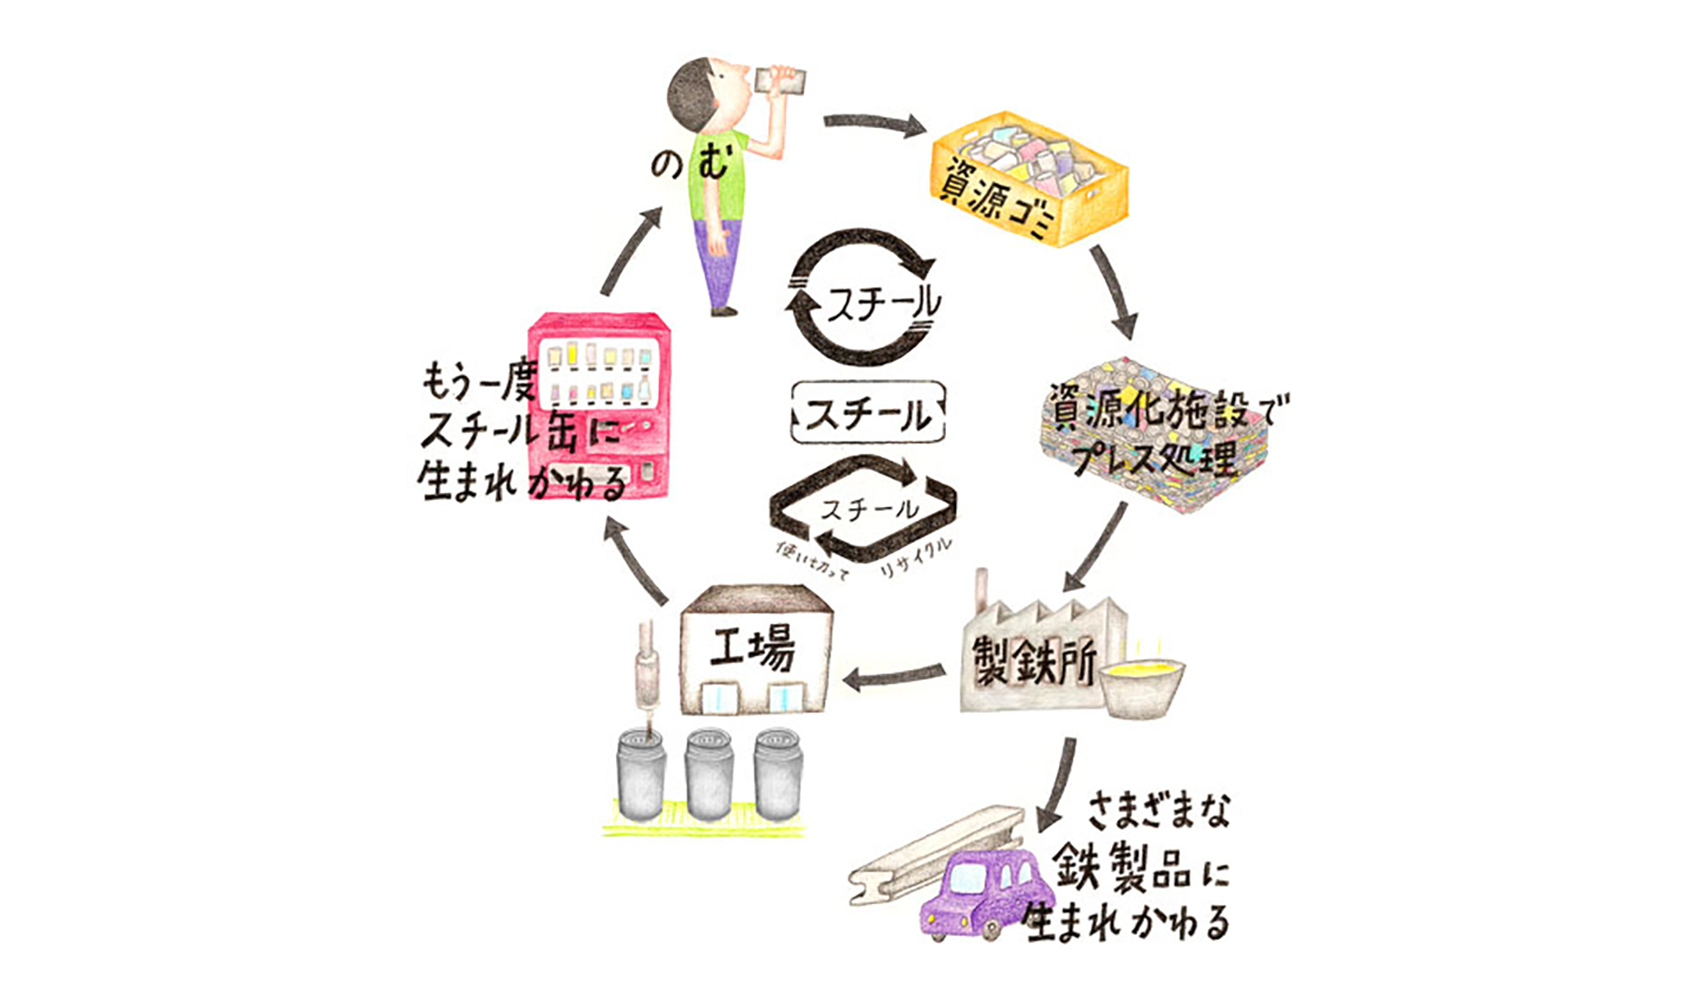 のむ
資源ゴミ
スチール
スチール
スチール
使い切って
リサイクル
資源化施設で
プレス処理
製鉄所
工場
もう一度
スチール缶に
生まれかわる
さまざまな
鉄製品に
生まれかわる